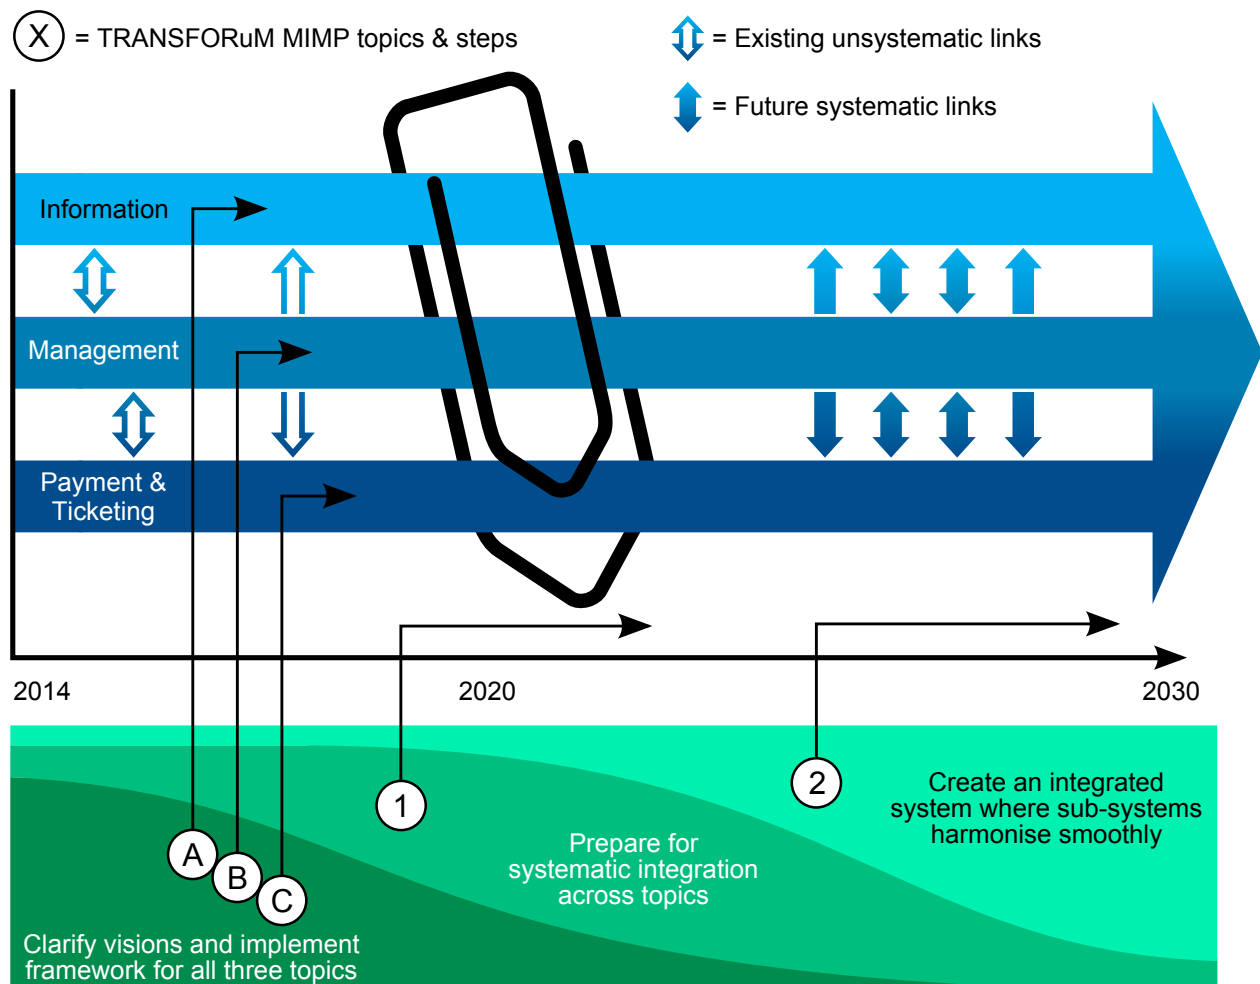 X = TRANSFORuM MIMP topics & steps
= Existing unsystematic links
= Future systematic links
Information
Management
Payment &
Ticketing
2014
2020
2030
1
2
A
B
C
Create an integrated
system where sub-systems
harmonise smoothly
Prepare for
systematic integration
across topics
Clarify visions and implement
framework for all three topics